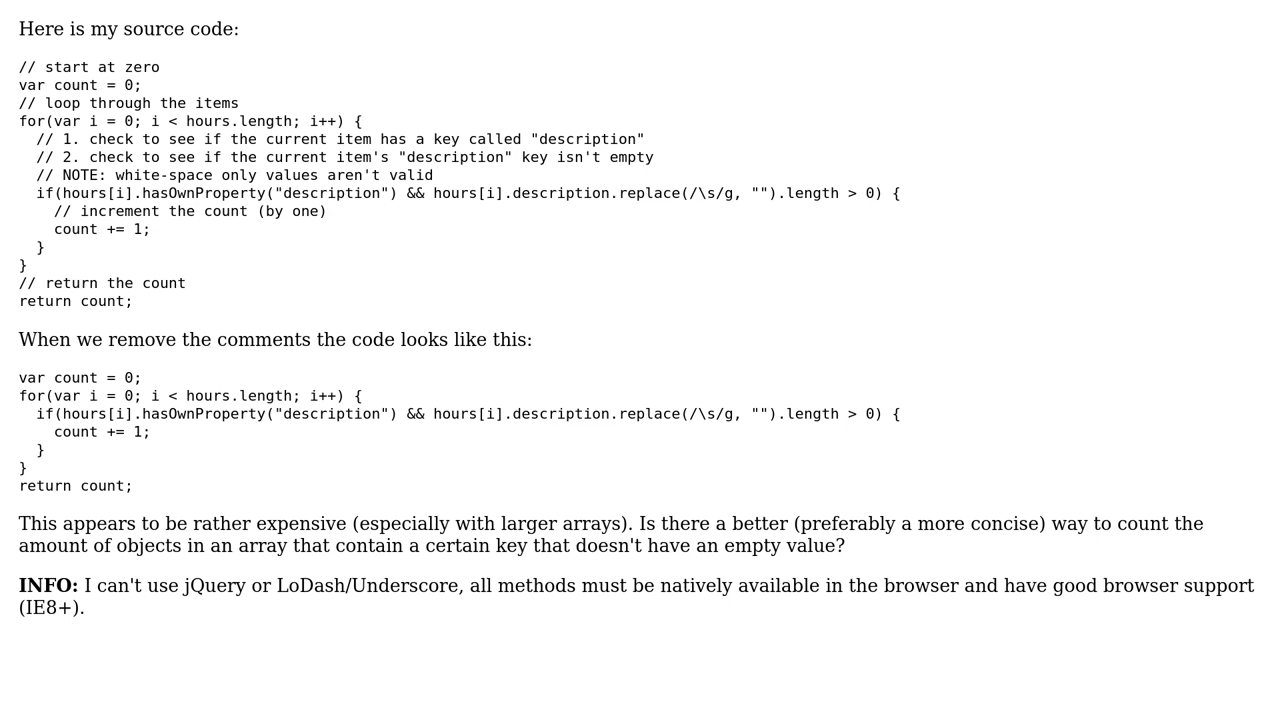 Here is my source code:
// start at zero
var count = 0;
// loop through the items
for(var i = 0; i < hours.length; i++) {
  // 1. check to see if the current item has a key called "description"
  // 2. check to see if the current item's "description" key isn't empty
  // NOTE: white-space only values aren't valid
  if(hours[i].hasOwnProperty("description") && hours[i].description.replace(/\s/g, "").length > 0) {
    // increment the count (by one)
    count += 1;
  }
}
// return the count
return count;
When we remove the comments the code looks like this:
var count = 0;
for(var i = 0; i < hours.length; i++) {
  if(hours[i].hasOwnProperty("description") && hours[i].description.replace(/\s/g, "").length > 0) {
    count += 1;
  }
}
return count;
This appears to be rather expensive (especially with larger arrays). Is there a better (preferably a more concise) way to count the
amount of objects in an array that contain a certain key that doesn't have an empty value?
INFO: I can't use jQuery or LoDash/Underscore, all methods must be natively available in the browser and have good browser support
(IE8+).